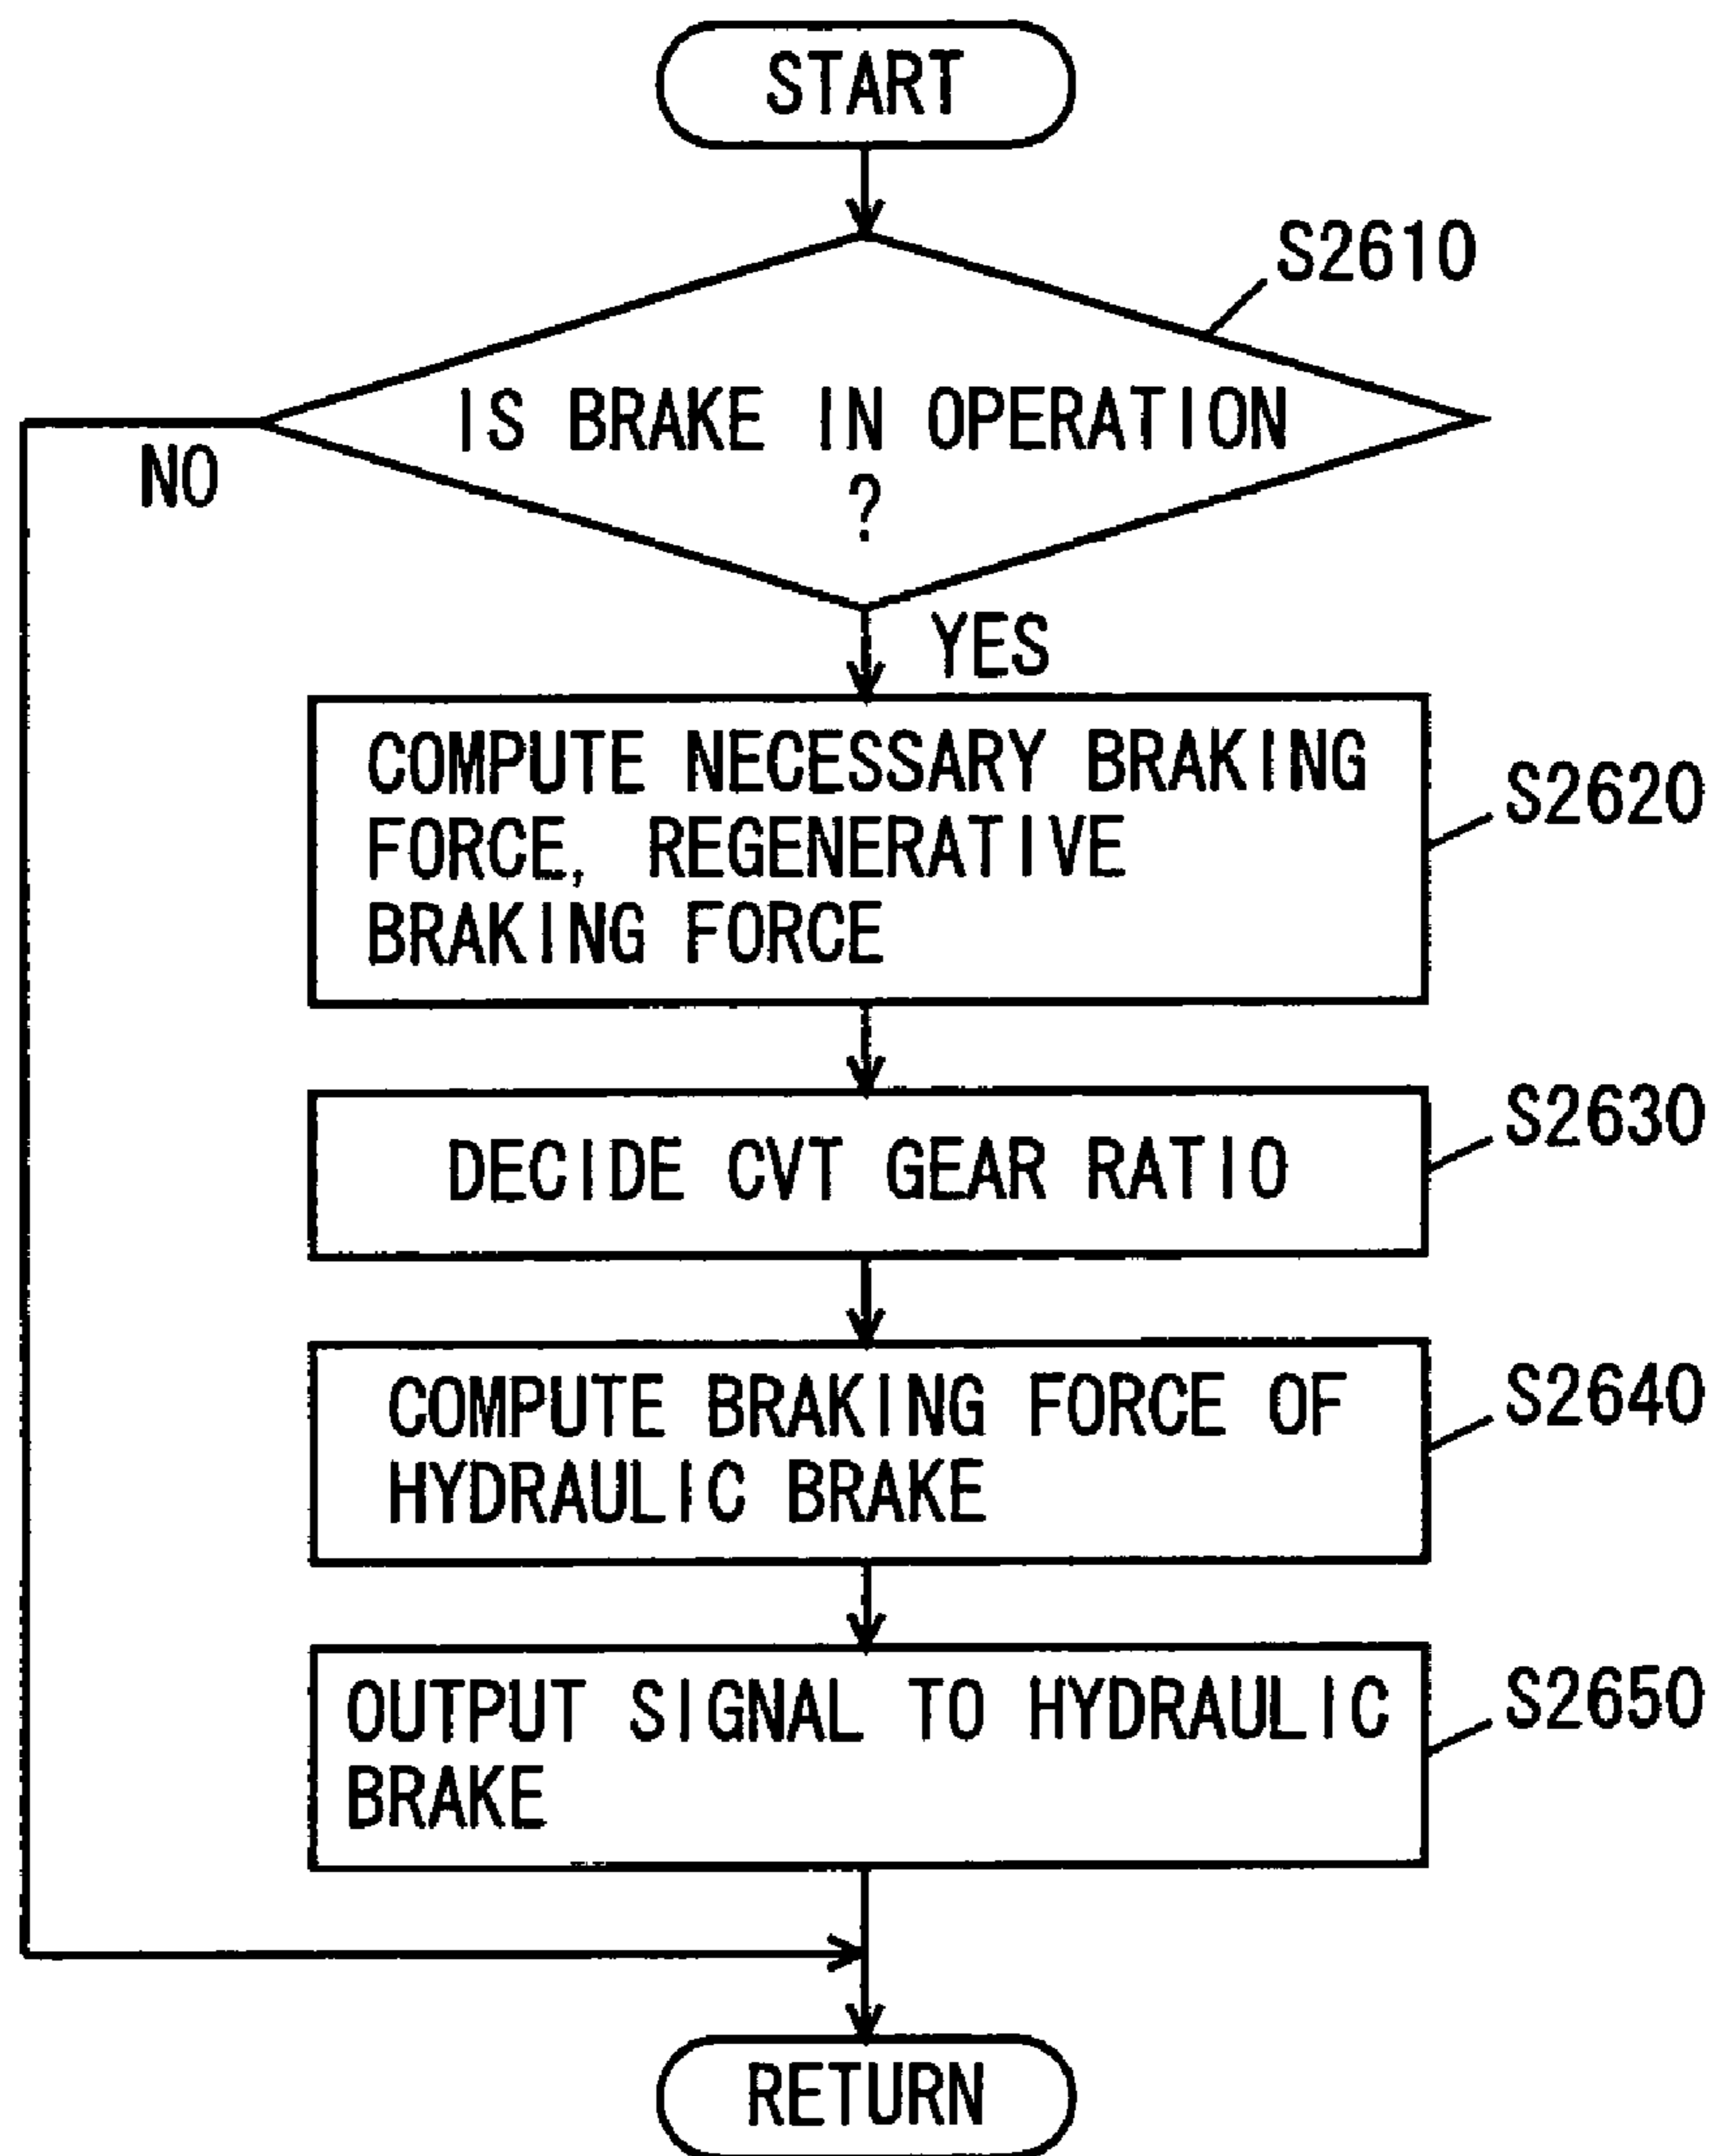 START
S2610
IS BRAKE IN OPERATION
?
NO
YES
COMPUTE NECESSARY BRAKING
FORCE, REGENERATIVE
BRAKING FORCE
S2620
DECIDE CVT GEAR RATIO
S2630
COMPUTE BRAKING FORCE OF
HYDRAULIC BRAKE
S2640
OUTPUT SIGNAL TO HYDRAULIC
BRAKE
S2650
RETURN